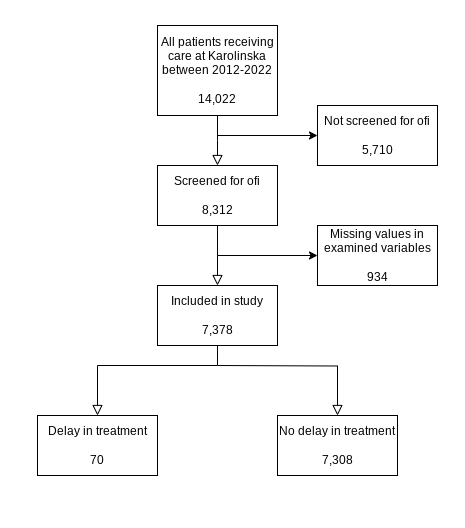 All patients receiving
care at Karolinska
between 2012-2022
14,022
Not screened for ofi
5,710
Screened for ofi
8,312
Missing values in
examined variables
934
Included in study
7,378
Delay in treatment
70
No delay in treatment
7,308